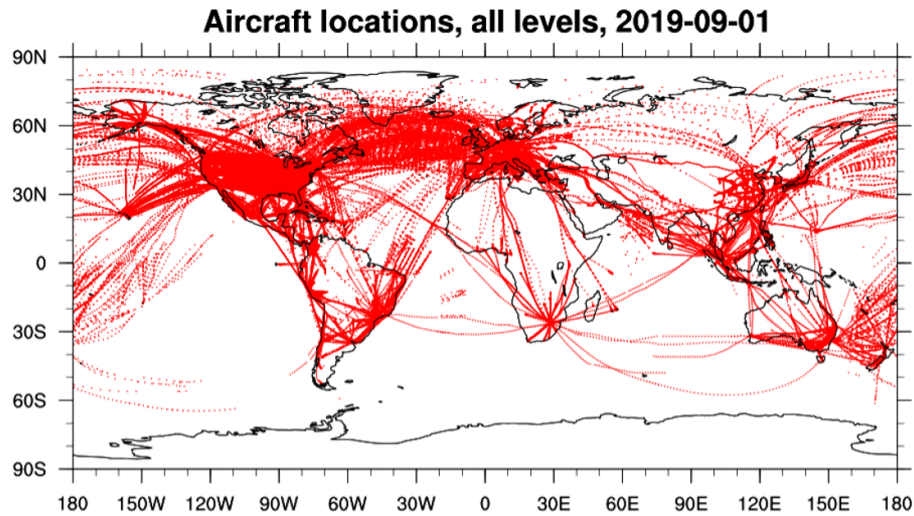 Aircraft locations, all levels, 2019-09-01
90N
60N
30N
0
30S
60S
90S
180 150W 120W 90W 60W 30W 0 30E 60E 90E 120E 150E 180